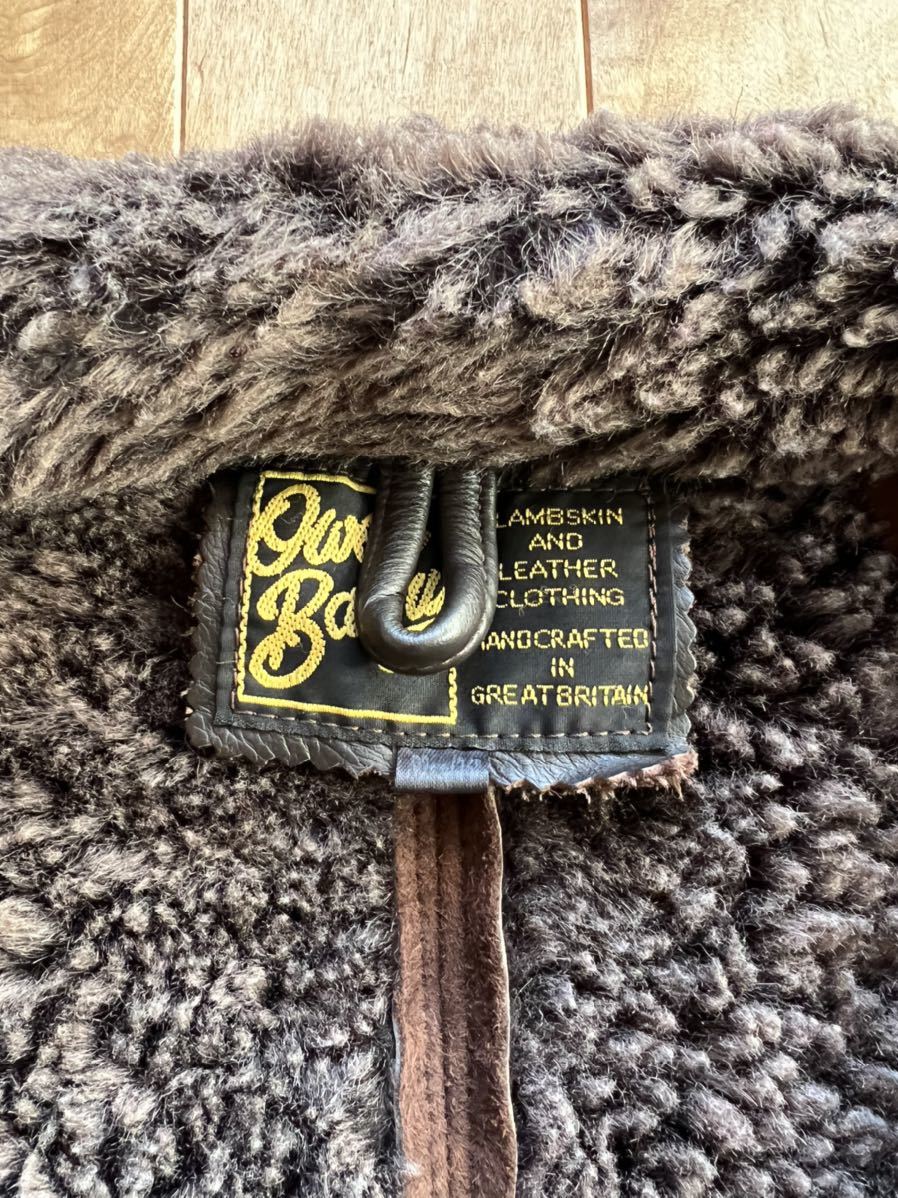 LAMBSKIN
AND
LEATHER
CLOTHING
HANDCRAFTED
IN
GREAT BRITAIN